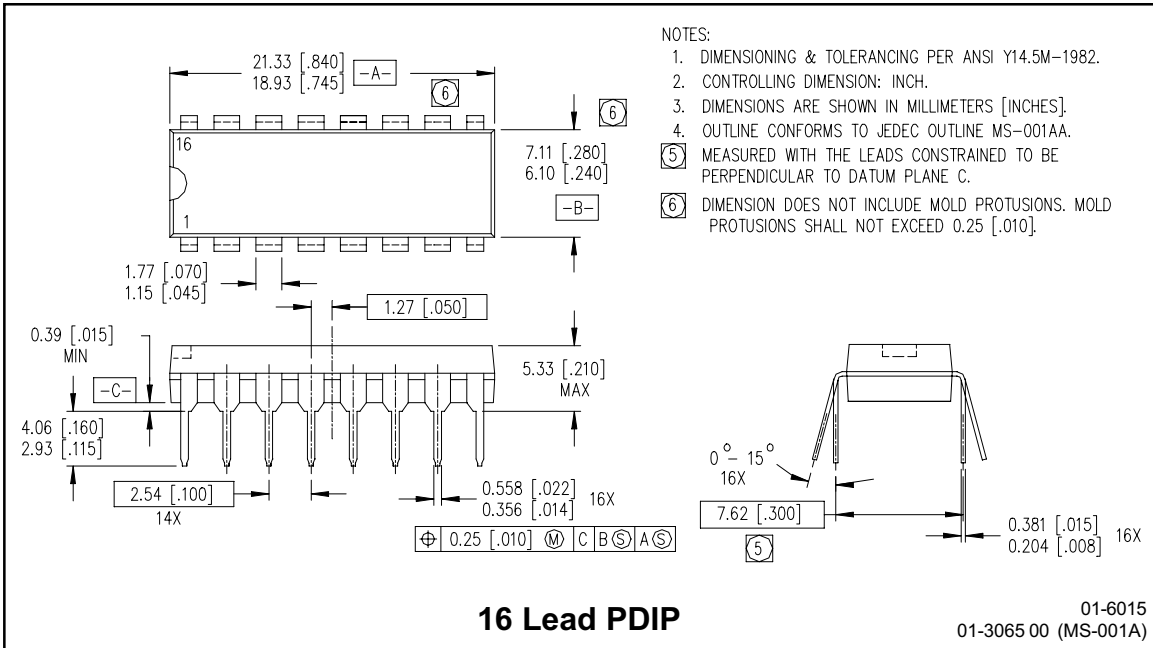 21.33 [.840]
18.93 [.745]
-A-
6
6
16
1
7.11 [.280]
6.10 [.240]
-B-
1.77 [.070]
1.15 [.045]
1.27 [.050]
0.39 [.015]
MIN
-C-
4.06 [.160]
2.93 [.115]
5.33 [.210]
MAX
2.54 [.100]
14X
0.558 [.022]
0.356 [.014]
16X
⌖ 0.25 [.010] Ⓜ C B Ⓢ A Ⓢ
NOTES:
1. DIMENSIONING & TOLERANCING PER ANSI Y14.5M-1982.
2. CONTROLLING DIMENSION: INCH.
3. DIMENSIONS ARE SHOWN IN MILLIMETERS [INCHES].
4. OUTLINE CONFORMS TO JEDEC OUTLINE MS-001AA.
5 MEASURED WITH THE LEADS CONSTRAINED TO BE
PERPENDICULAR TO DATUM PLANE C.
6 DIMENSION DOES NOT INCLUDE MOLD PROTUSIONS. MOLD
PROTUSIONS SHALL NOT EXCEED 0.25 [.010].
0° - 15°
16X
7.62 [.300]
5
0.381 [.015]
0.204 [.008]
16X
16 Lead PDIP
01-6015
01-3065 00 (MS-001A)